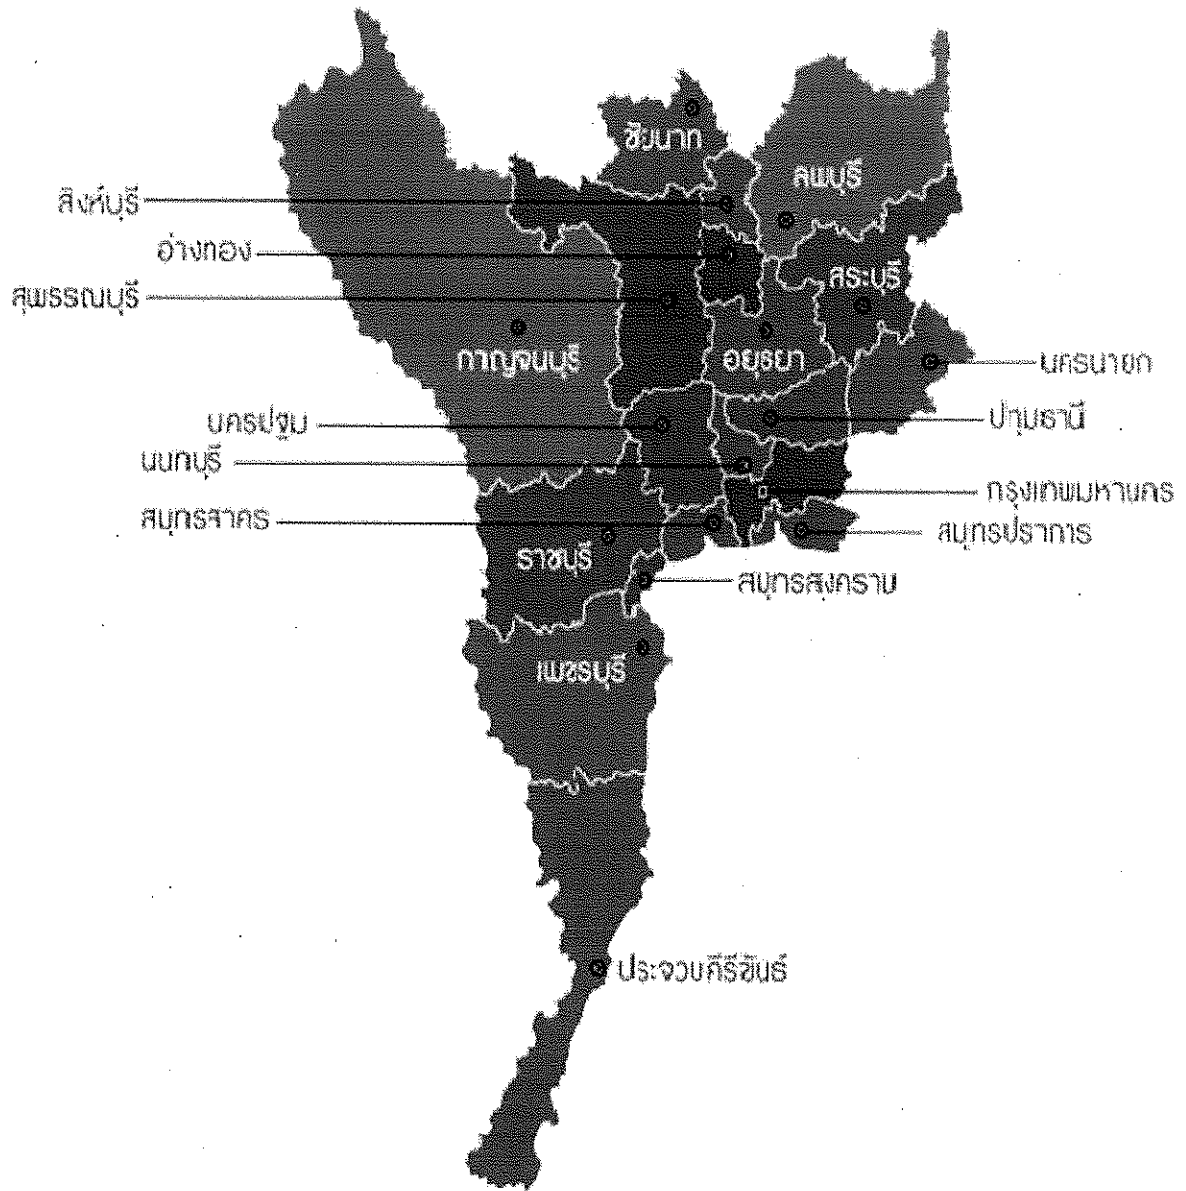 ชัยนาท
ลพบุรี
สิงห์บุรี
อ่างทอง
สระบุรี
สุพรรณบุรี
กาญจนบุรี
อยุธยา
นครนายก
นครปฐม
ปทุมธานี
นนทบุรี
กรุงเทพมหานคร
สมุทรสาคร
สมุทรปราการ
ราชบุรี
สมุทรสงคราม
เพชรบุรี
ประจวบคีรีขันธ์